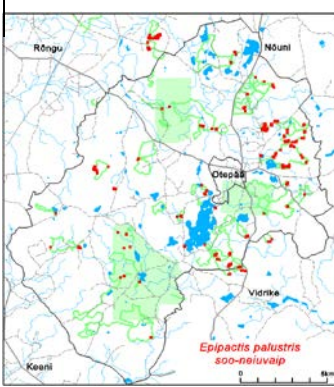 Rõngu
Nõuni
Otepää
Vidrike
Keeni
Epipactis palustris
soo-neiuvaip
0 5km